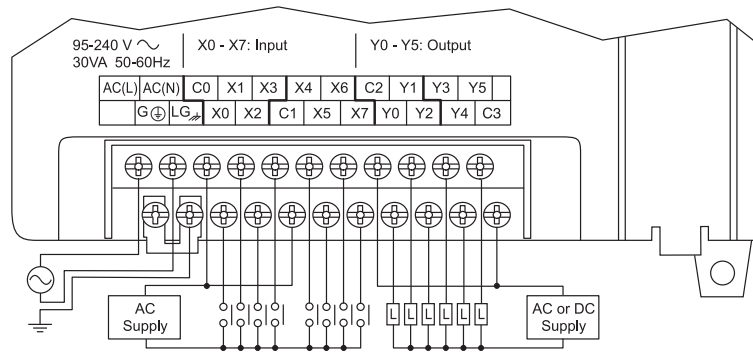 95-240 V ∿ X0 - X7: Input Y0 - Y5: Output
30VA 50-60Hz
AC(L) AC(N) C0 X1 X3 X4 X6 C2 Y1 Y3 Y5
G LG X0 X2 C1 X5 X7 Y0 Y2 Y4 C3
AC
Supply
L L L L L L
AC or DC
Supply